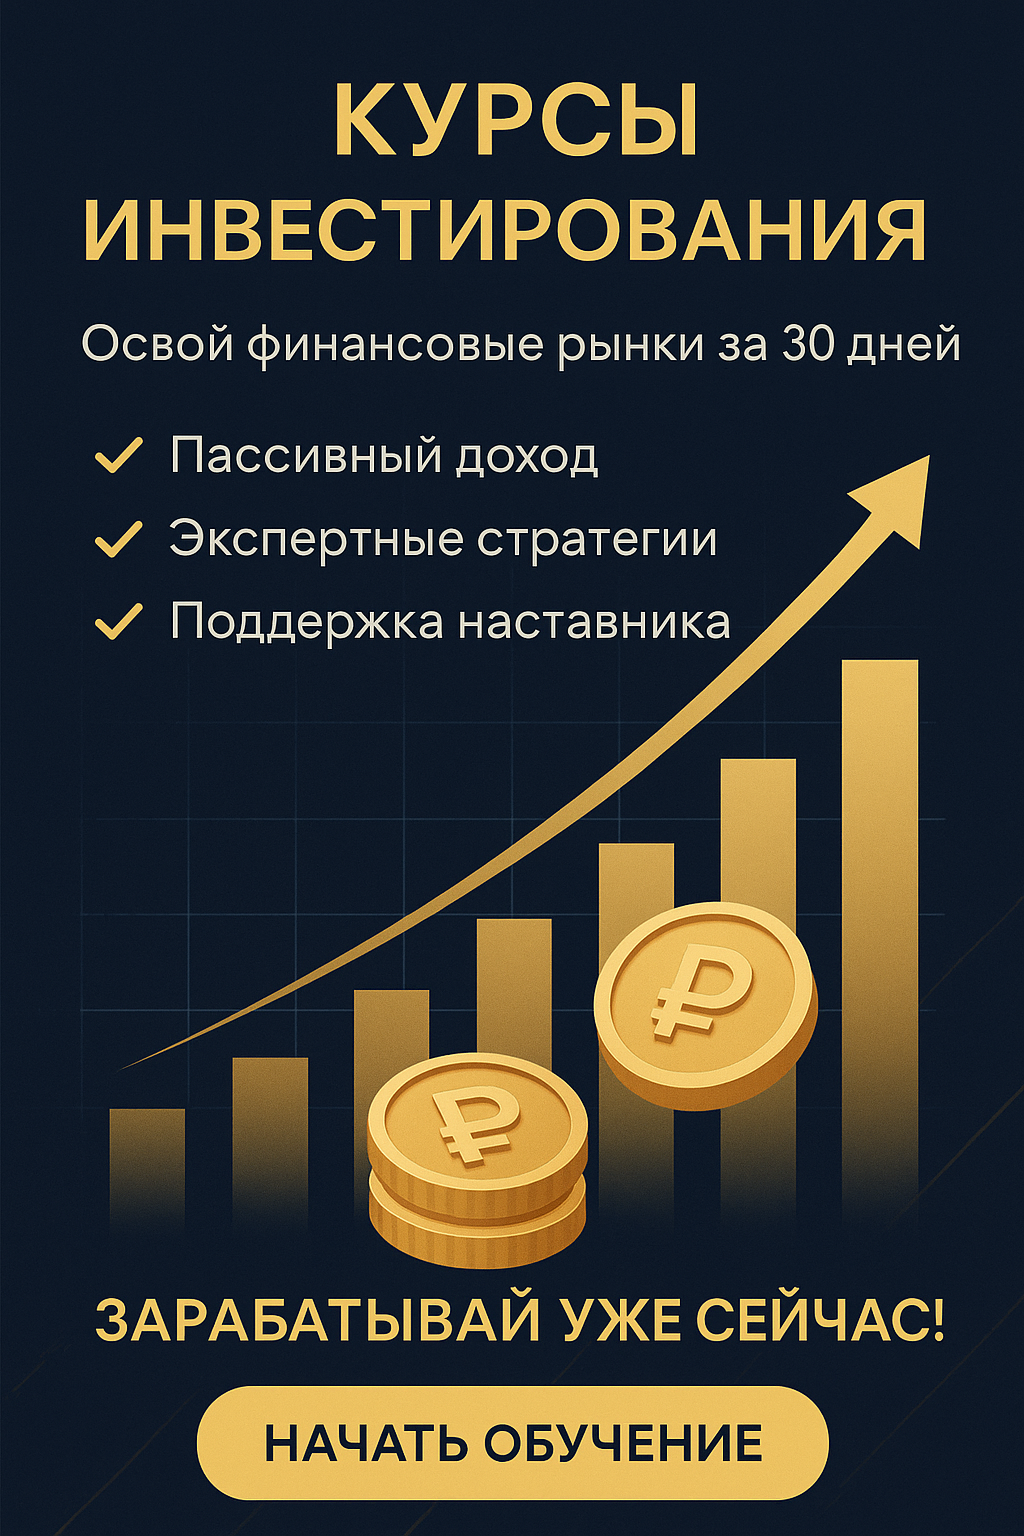 КУРСЫ
ИНВЕСТИРОВАНИЯ
Освой финансовые рынки за 30 дней
Пассивный доход
Экспертные стратегии
Поддержка наставника
₽
₽
ЗАРАБАТЫВАЙ УЖЕ СЕЙЧАС!
НАЧАТЬ ОБУЧЕНИЕ